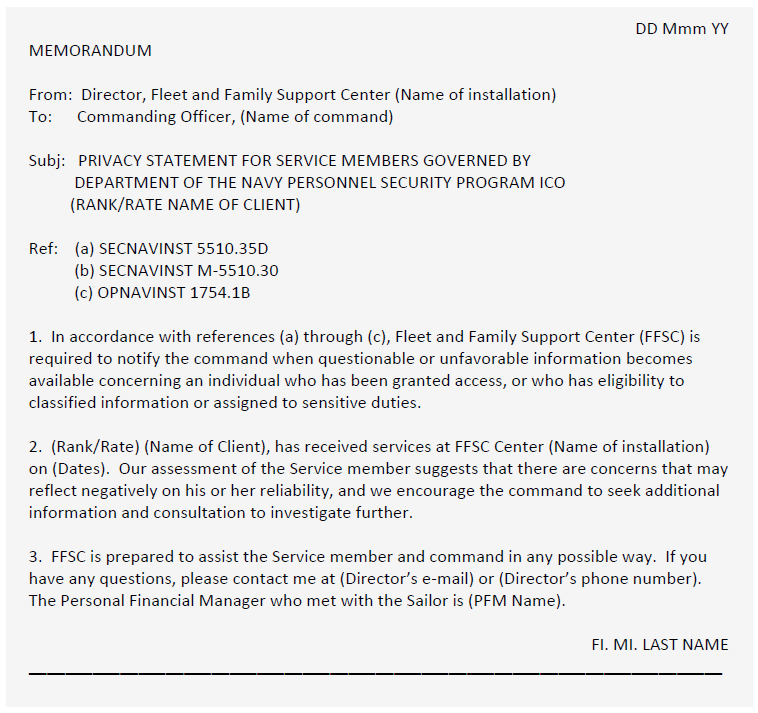 DD Mmm YY
MEMORANDUM
From: Director, Fleet and Family Support Center (Name of installation)
To: Commanding Officer, (Name of command)
Subj: PRIVACY STATEMENT FOR SERVICE MEMBERS GOVERNED BY
DEPARTMENT OF THE NAVY PERSONNEL SECURITY PROGRAM ICO
(RANK/RATE NAME OF CLIENT)
Ref: (a) SECNAVINST 5510.35D
(b) SECNAVINST M-5510.30
(c) OPNAVINST 1754.1B
1. In accordance with references (a) through (c), Fleet and Family Support Center (FFSC) is
required to notify the command when questionable or unfavorable information becomes
available concerning an individual who has been granted access, or who has eligibility to
classified information or assigned to sensitive duties.
2. (Rank/Rate) (Name of Client), has received services at FFSC Center (Name of installation)
on (Dates). Our assessment of the Service member suggests that there are concerns that may
reflect negatively on his or her reliability, and we encourage the command to seek additional
information and consultation to investigate further.
3. FFSC is prepared to assist the Service member and command in any possible way. If you
have any questions, please contact me at (Director's e-mail) or (Director's phone number).
The Personal Financial Manager who met with the Sailor is (PFM Name).
FI. MI. LAST NAME